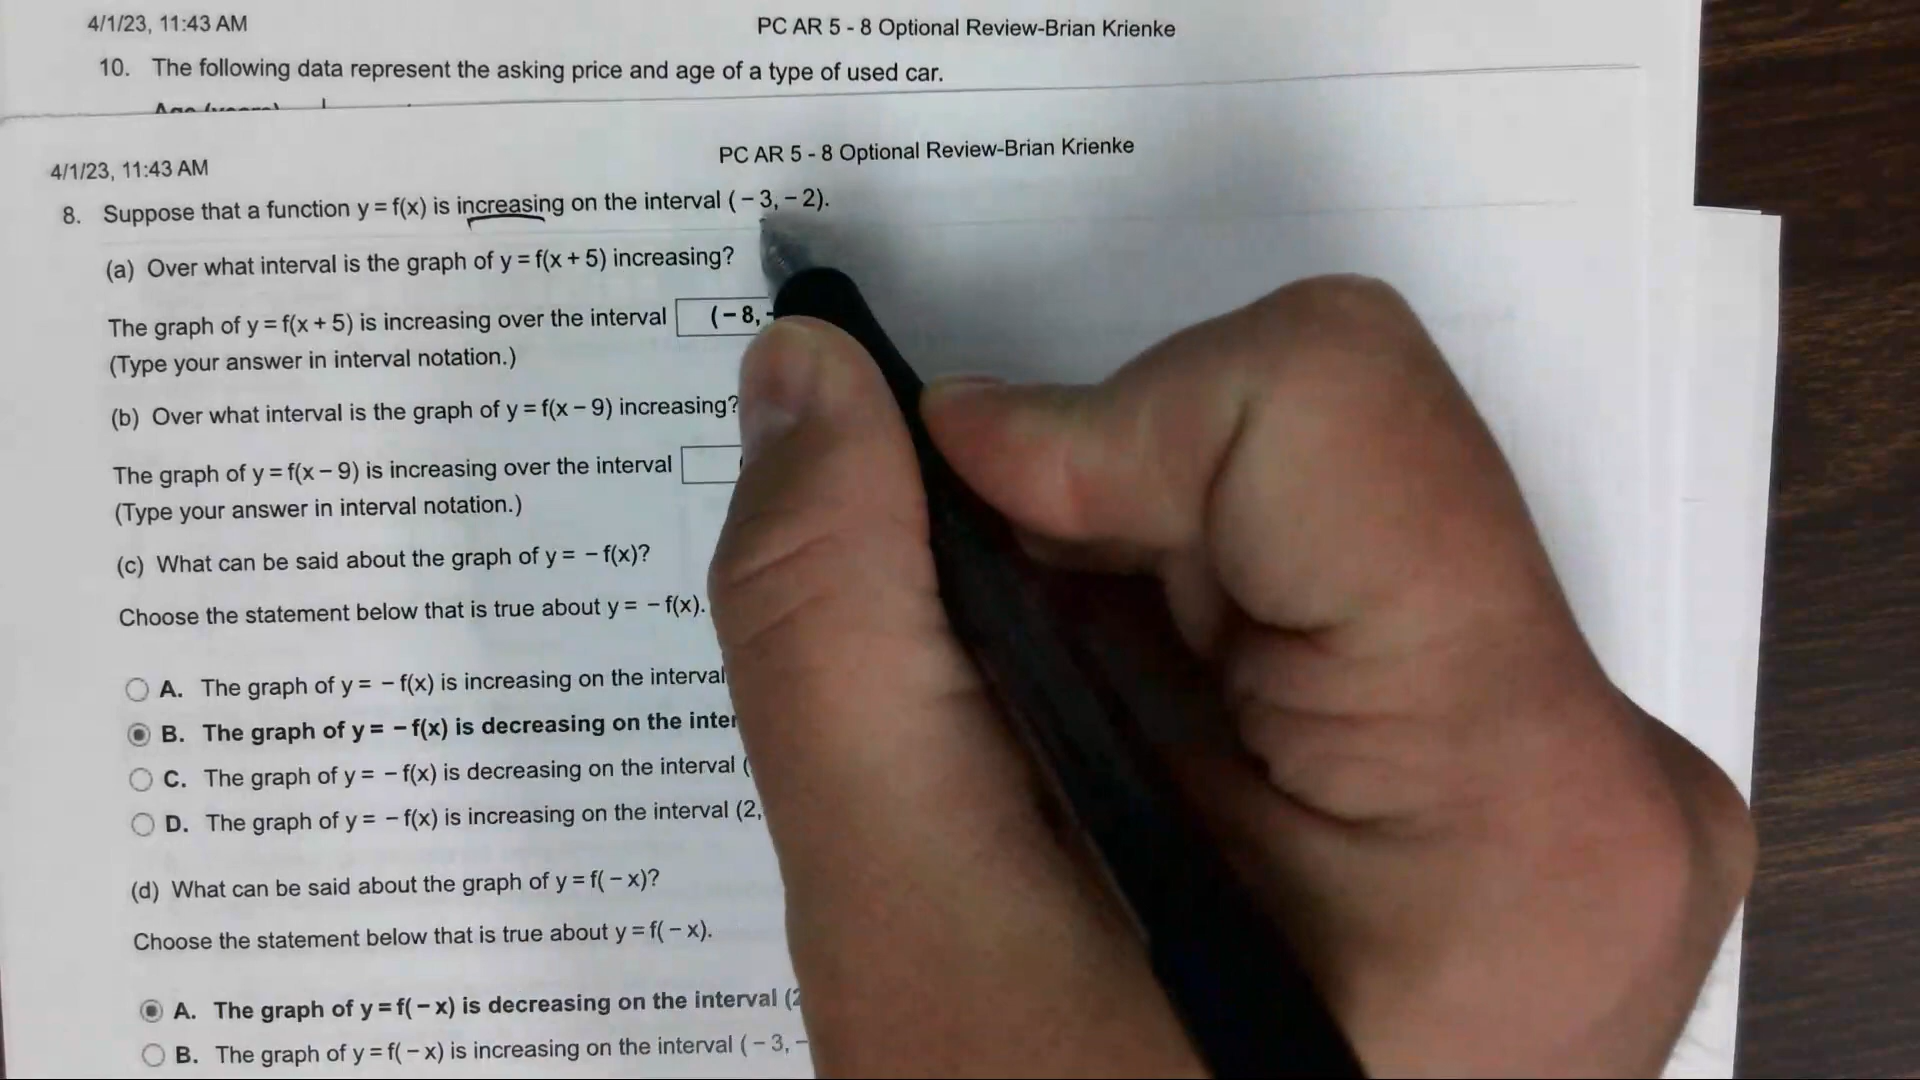 4/1/23, 11:43 AM
PC AR 5 - 8 Optional Review-Brian Krienke
10. The following data represent the asking price and age of a type of used car.
4/1/23, 11:43 AM
PC AR 5 - 8 Optional Review-Brian Krienke
8. Suppose that a function y = f(x) is increasing on the interval ( − 3, − 2).
(a) Over what interval is the graph of y = f(x + 5) increasing?
The graph of y = f(x + 5) is increasing over the interval ( − 8,
(Type your answer in interval notation.)
(b) Over what interval is the graph of y = f(x − 9) increasing?
The graph of y = f(x − 9) is increasing over the interval
(Type your answer in interval notation.)
(c) What can be said about the graph of y = − f(x)?
Choose the statement below that is true about y = − f(x).
A. The graph of y = − f(x) is increasing on the interval
B. The graph of y = − f(x) is decreasing on the
C. The graph of y = − f(x) is decreasing on the interval (
D. The graph of y = − f(x) is increasing on the interval (2,
(d) What can be said about the graph of y = f( − x)?
Choose the statement below that is true about y = f( − x).
A. The graph of y = f( − x) is decreasing on the interval (2
B. The graph of y = f( − x) is increasing on the interval ( − 3, −